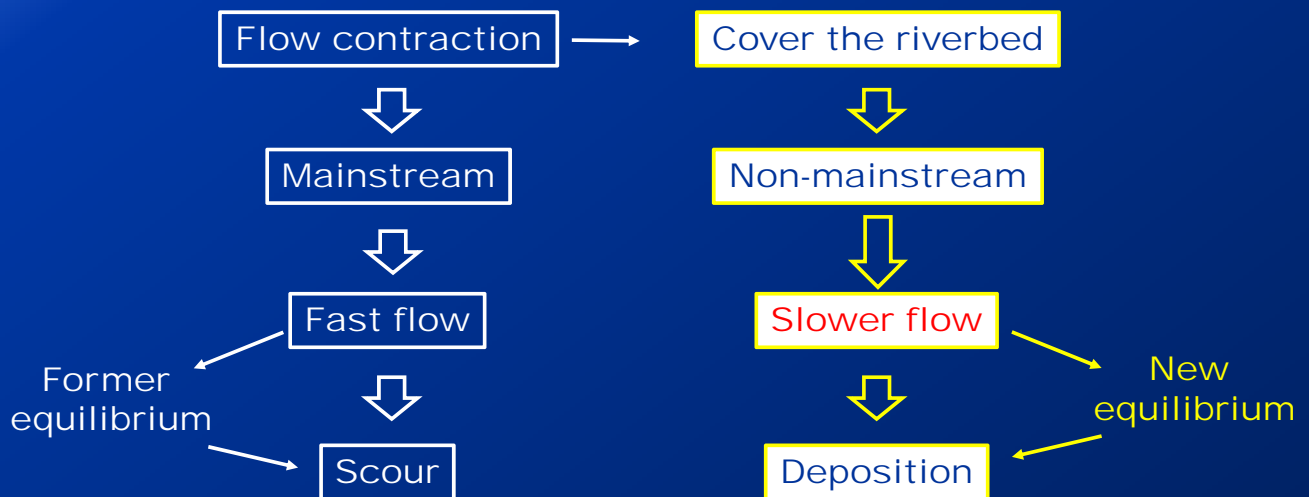 Flow contraction
Cover the riverbed
Mainstream
Non-mainstream
Fast flow
Slower flow
Former
equilibrium
New
equilibrium
Scour
Deposition